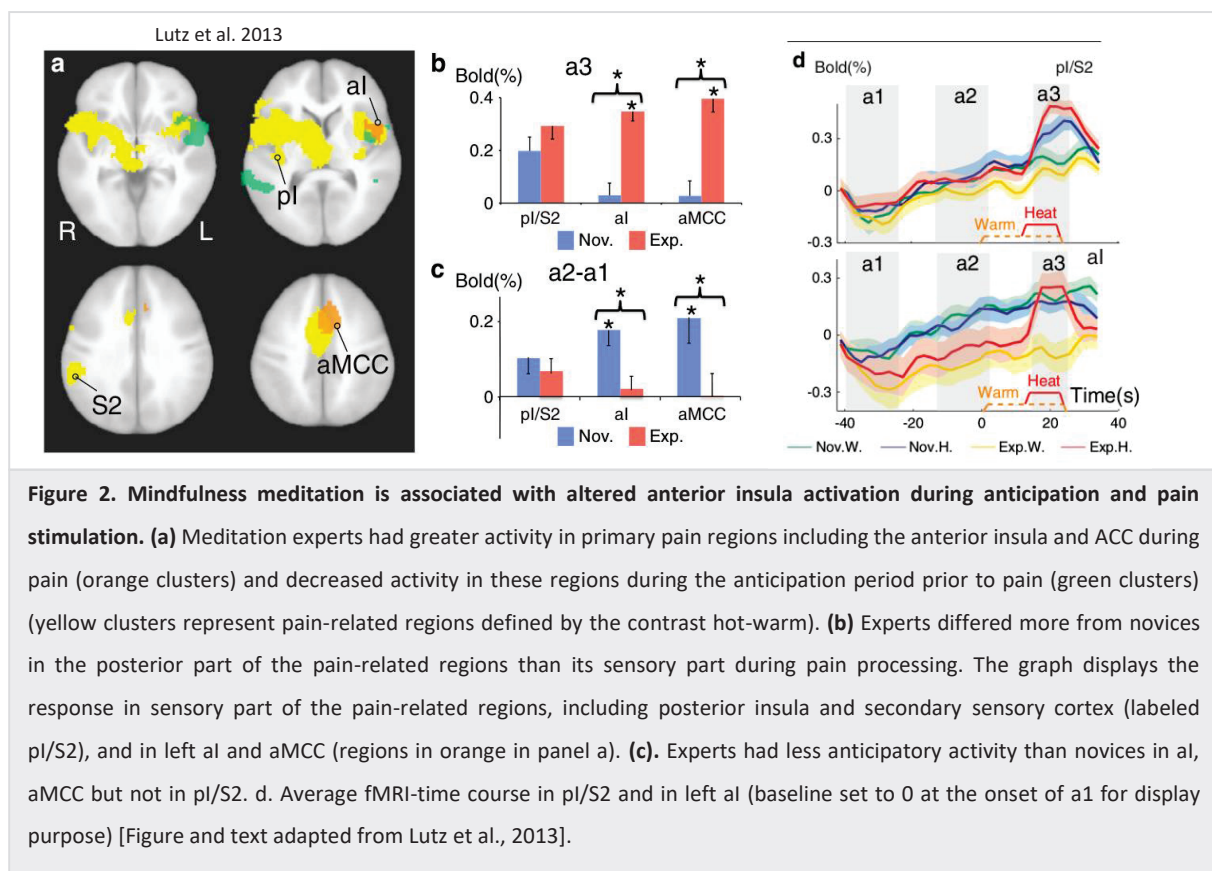 Lutz et al. 2013
a
aI
pI
R
L
S2
aMCC
b
Bold(%)
a3
*
*
*
*
0.4
0.2
0
pI/S2
aI
aMCC
Nov.
Exp.
c
Bold(%)
a2-a1
*
*
*
*
0.2
0
pI/S2
aI
aMCC
Nov.
Exp.
d
Bold(%)
pI/S2
a1
a2
a3
0.3
0
-0.3
Warm
Heat
aI
a1
a2
a3
0.3
0
-0.3
Warm
Heat
Time(s)
-40
-20
0
20
40
Nov.W.
Nov.H.
Exp.W.
Exp.H.
Figure 2. Mindfulness meditation is associated with altered anterior insula activation during anticipation and pain
stimulation. (a) Meditation experts had greater activity in primary pain regions including the anterior insula and ACC during
pain (orange clusters) and decreased activity in these regions during the anticipation period prior to pain (green clusters)
(yellow clusters represent pain-related regions defined by the contrast hot-warm). (b) Experts differed more from novices
in the posterior part of the pain-related regions than its sensory part during pain processing. The graph displays the
response in sensory part of the pain-related regions, including posterior insula and secondary sensory cortex (labeled
pI/S2), and in left aI and aMCC (regions in orange in panel a). (c). Experts had less anticipatory activity than novices in aI,
aMCC but not in pI/S2. d. Average fMRI-time course in pI/S2 and in left aI (baseline set to 0 at the onset of a1 for display
purpose) [Figure and text adapted from Lutz et al., 2013].